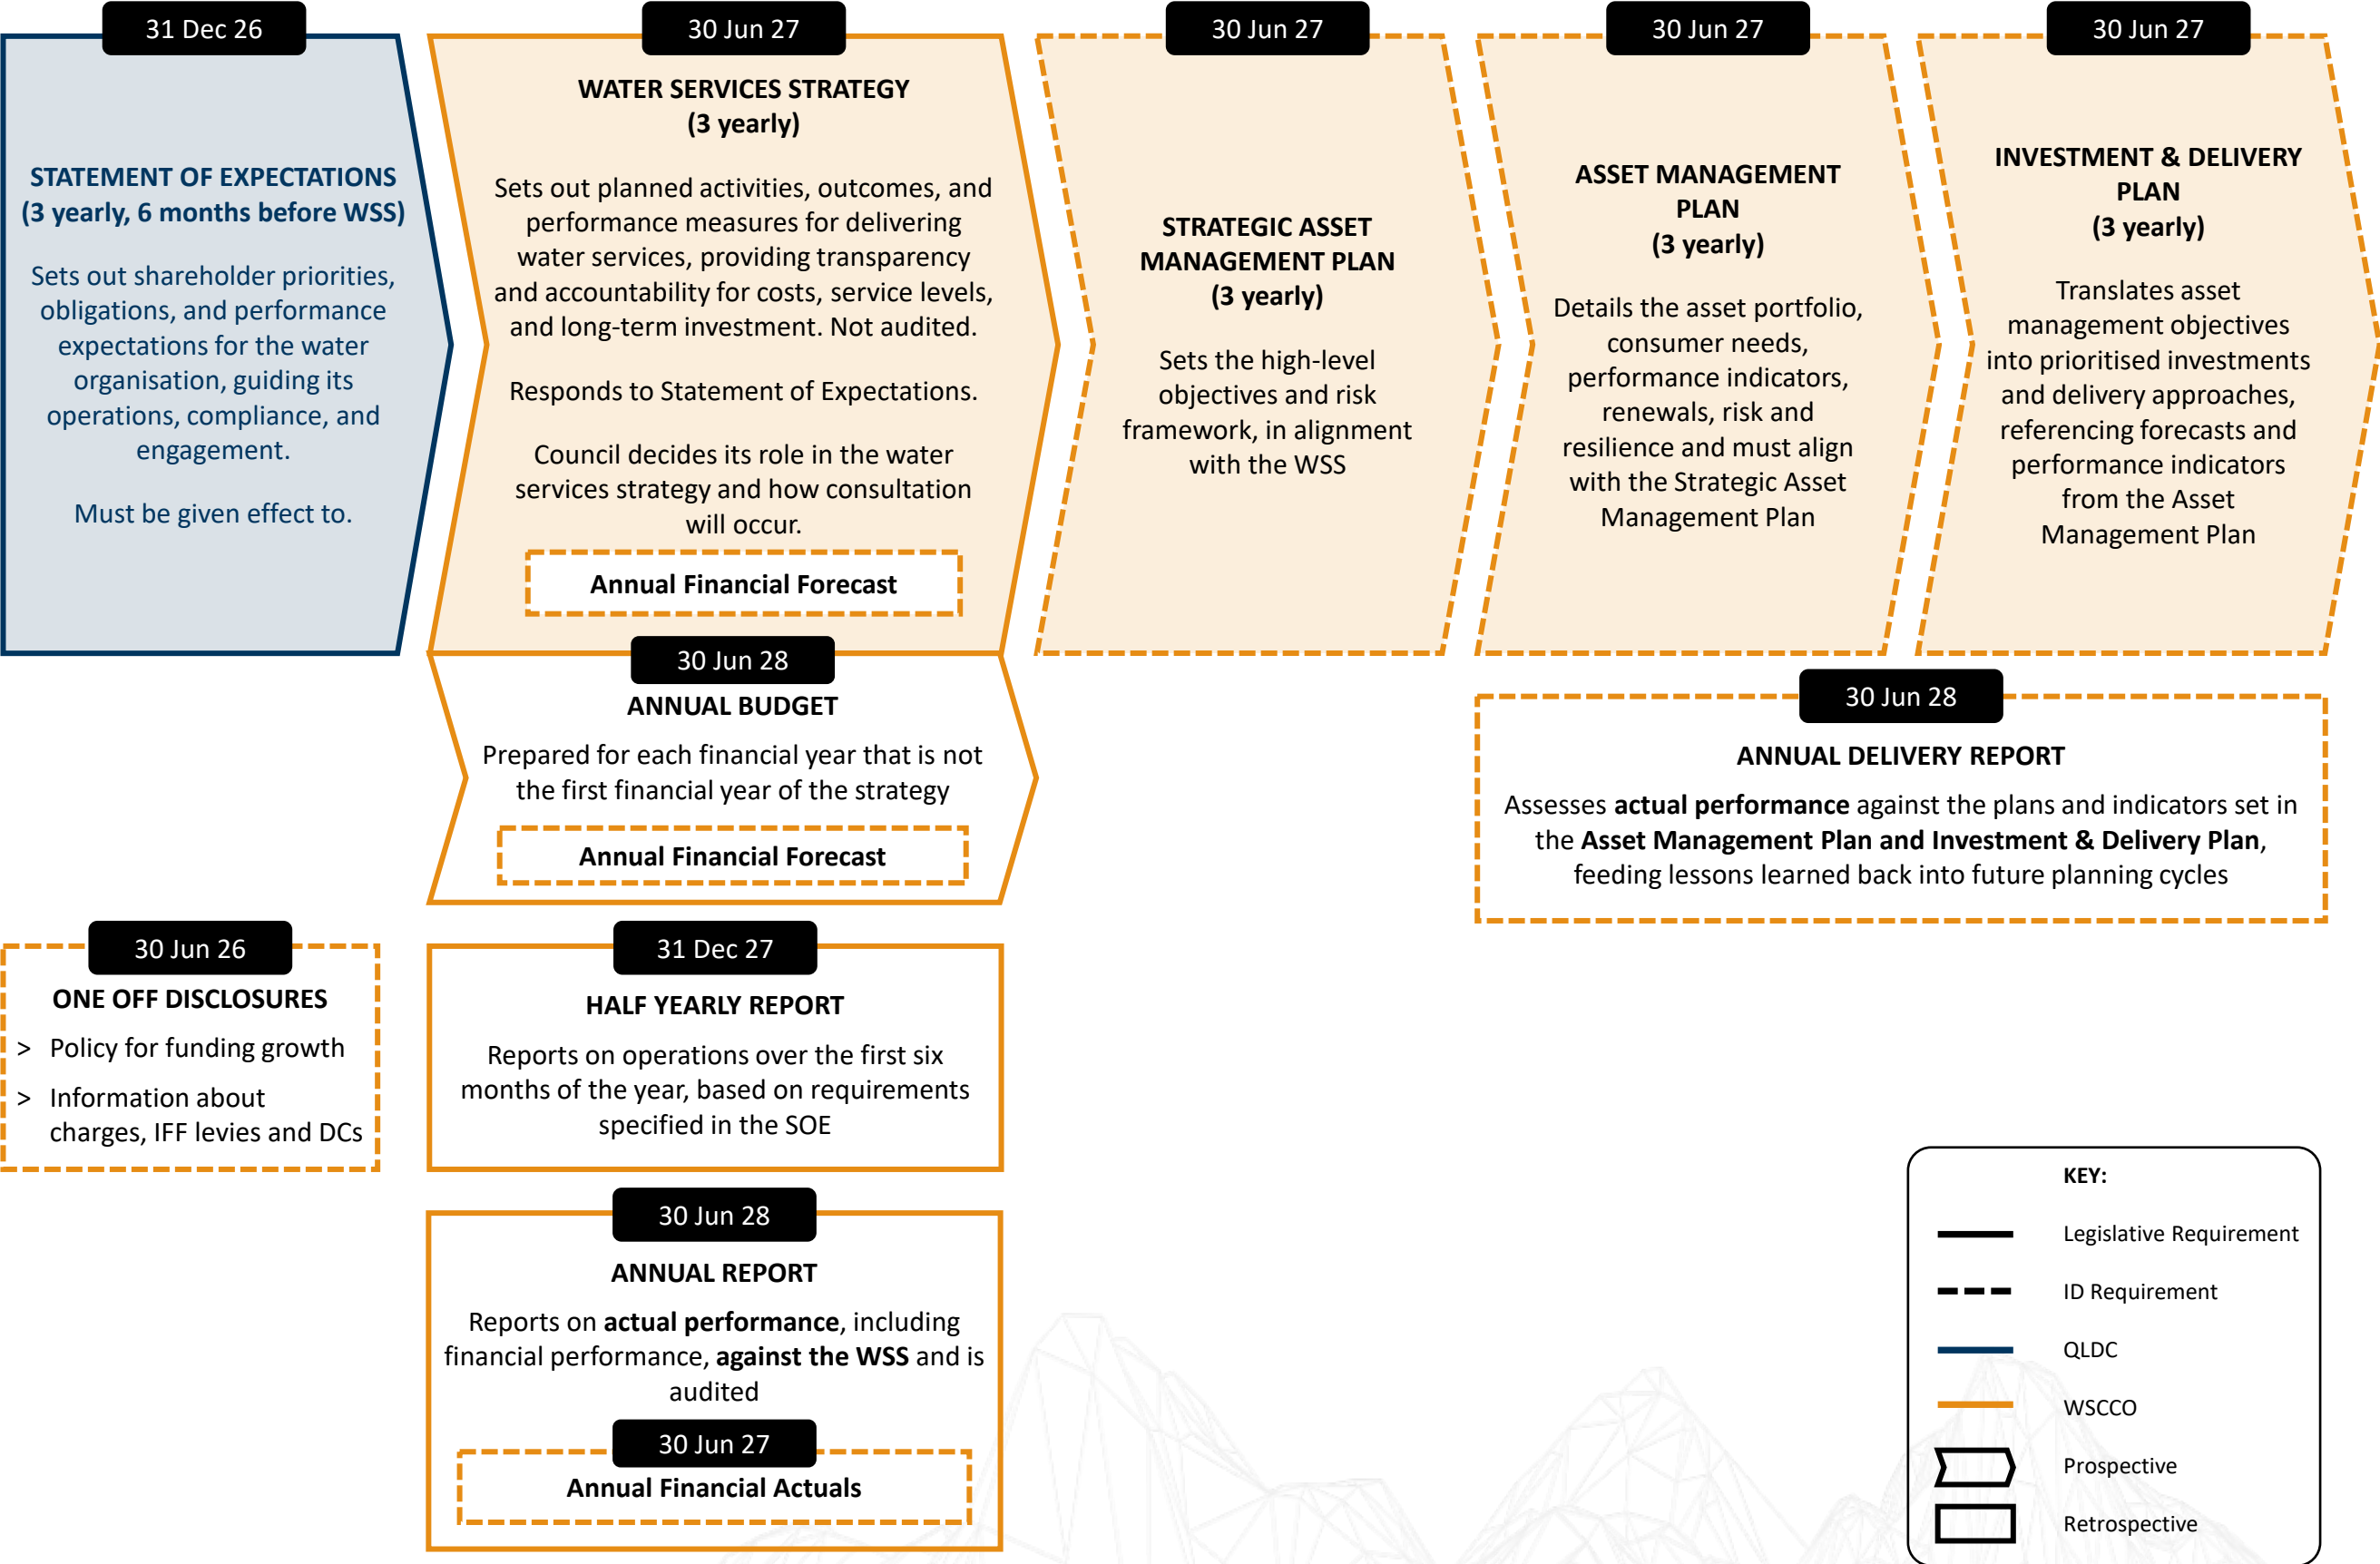 31 Dec 26
STATEMENT OF EXPECTATIONS
(3 yearly, 6 months before WSS)
Sets out shareholder priorities,
obligations, and performance
expectations for the water
organisation, guiding its
operations, compliance, and
engagement.
Must be given effect to.
30 Jun 27
WATER SERVICES STRATEGY
(3 yearly)
Sets out planned activities, outcomes, and
performance measures for delivering
water services, providing transparency
and accountability for costs, service levels,
and long-term investment. Not audited.
Responds to Statement of Expectations.
Council decides its role in the water
services strategy and how consultation
will occur.
Annual Financial Forecast
30 Jun 27
STRATEGIC ASSET
MANAGEMENT PLAN
(3 yearly)
Sets the high-level
objectives and risk
framework, in alignment
with the WSS
30 Jun 27
ASSET MANAGEMENT
PLAN
(3 yearly)
Details the asset portfolio,
consumer needs,
performance indicators,
renewals, risk and
resilience and must align
with the Strategic Asset
Management Plan
30 Jun 27
INVESTMENT & DELIVERY
PLAN
(3 yearly)
Translates asset
management objectives
into prioritised investments
and delivery approaches,
referencing forecasts and
performance indicators
from the Asset
Management Plan
30 Jun 28
ANNUAL BUDGET
Prepared for each financial year that is not
the first financial year of the strategy
Annual Financial Forecast
30 Jun 28
ANNUAL DELIVERY REPORT
Assesses actual performance against the plans and indicators set in
the Asset Management Plan and Investment & Delivery Plan,
feeding lessons learned back into future planning cycles
30 Jun 26
ONE OFF DISCLOSURES
> Policy for funding growth
> Information about
charges, IFF levies and DCs
31 Dec 27
HALF YEARLY REPORT
Reports on operations over the first six
months of the year, based on requirements
specified in the SOE
30 Jun 28
ANNUAL REPORT
Reports on actual performance, including
financial performance, against the WSS and is
audited
30 Jun 27
Annual Financial Actuals
KEY:
Legislative Requirement
ID Requirement
QLDC
WSCCO
Prospective
Retrospective